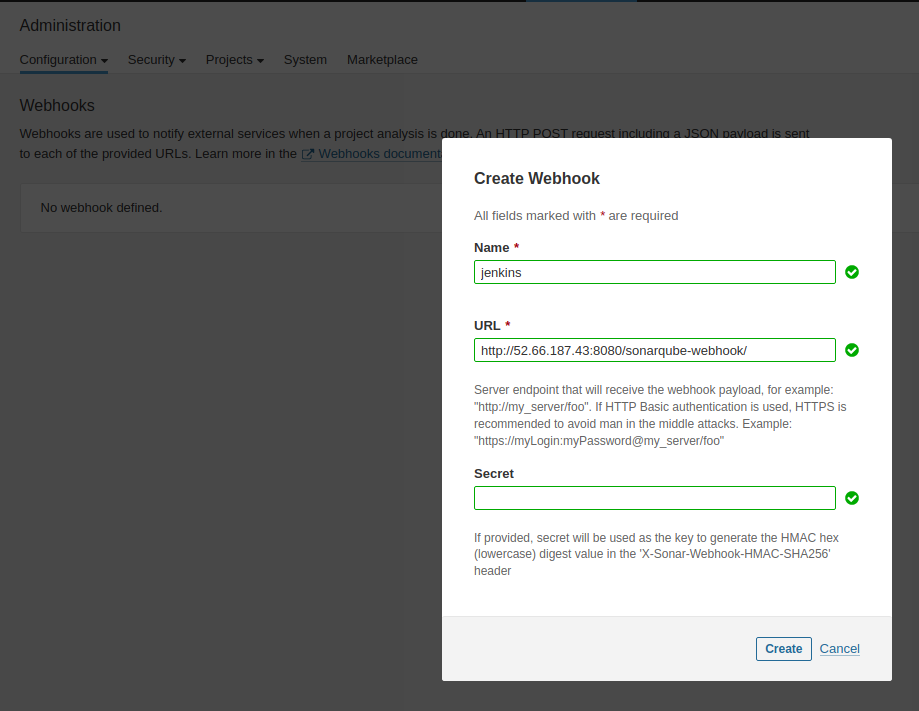 Administration
Configuration Security Projects System Marketplace
Webhooks
Webhooks are used to notify external services when a project analysis is done. An HTTP POST request including a JSON payload is sent
to each of the provided URLs. Learn more in the Webhooks documenta
No webhook defined.
Create Webhook
All fields marked with * are required
Name *
jenkins
URL *
http://52.66.187.43:8080/sonarqube-webhook/
Server endpoint that will receive the webhook payload, for example:
"http://my_server/foo". If HTTP Basic authentication is used, HTTPS is
recommended to avoid man in the middle attacks. Example:
"https://myLogin:myPassword@my_server/foo"
Secret
If provided, secret will be used as the key to generate the HMAC hex
(lowercase) digest value in the 'X-Sonar-Webhook-HMAC-SHA256'
header
Create Cancel